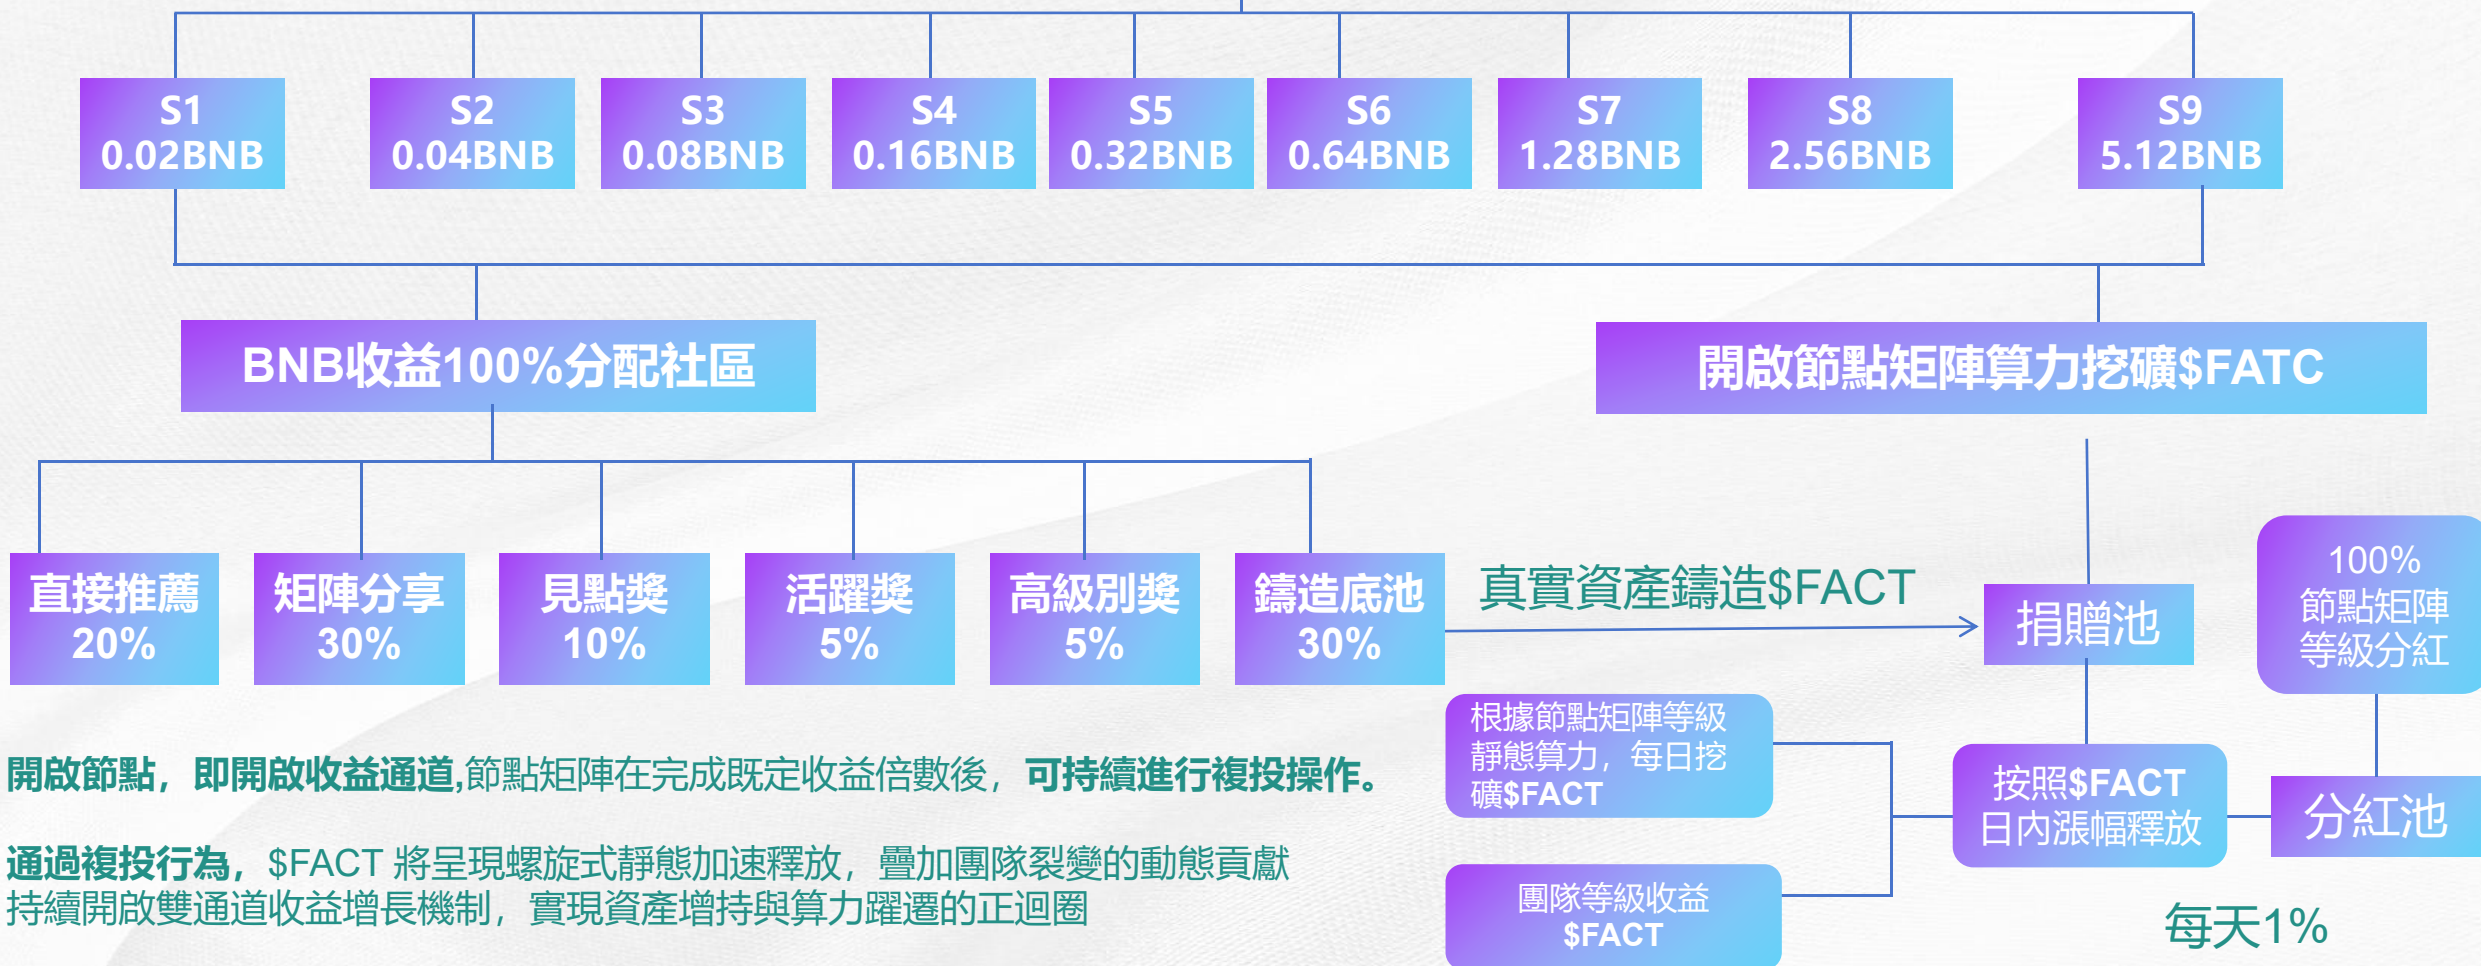 S1
0.02BNB
S2
0.04BNB
S3
0.08BNB
S4
0.16BNB
S5
0.32BNB
S6
0.64BNB
S7
1.28BNB
S8
2.56BNB
S9
5.12BNB
BNB收益100%分配社區
開啟節點矩陣算力挖礦$FATC
直接推薦
20%
矩陣分享
30%
見點獎
10%
活躍獎
5%
高級別獎
5%
鑄造底池
30%
真實資產鑄造$FACT
捐贈池
100%
節點矩陣
等級分紅
根據節點矩陣等級
靜態算力，每日挖
礦$FACT
按照$FACT
日內漲幅釋放
分紅池
團隊等級收益
$FACT
每天1%
開啟節點，即開啟收益通道,節點矩陣在完成既定收益倍數後，可持續進行複投操作。
通過複投行為，$FACT 將呈現螺旋式靜態加速釋放，疊加團隊裂變的動態貢獻
持續開啟雙通道收益增長機制，實現資產增持與算力躍遷的正迴圈